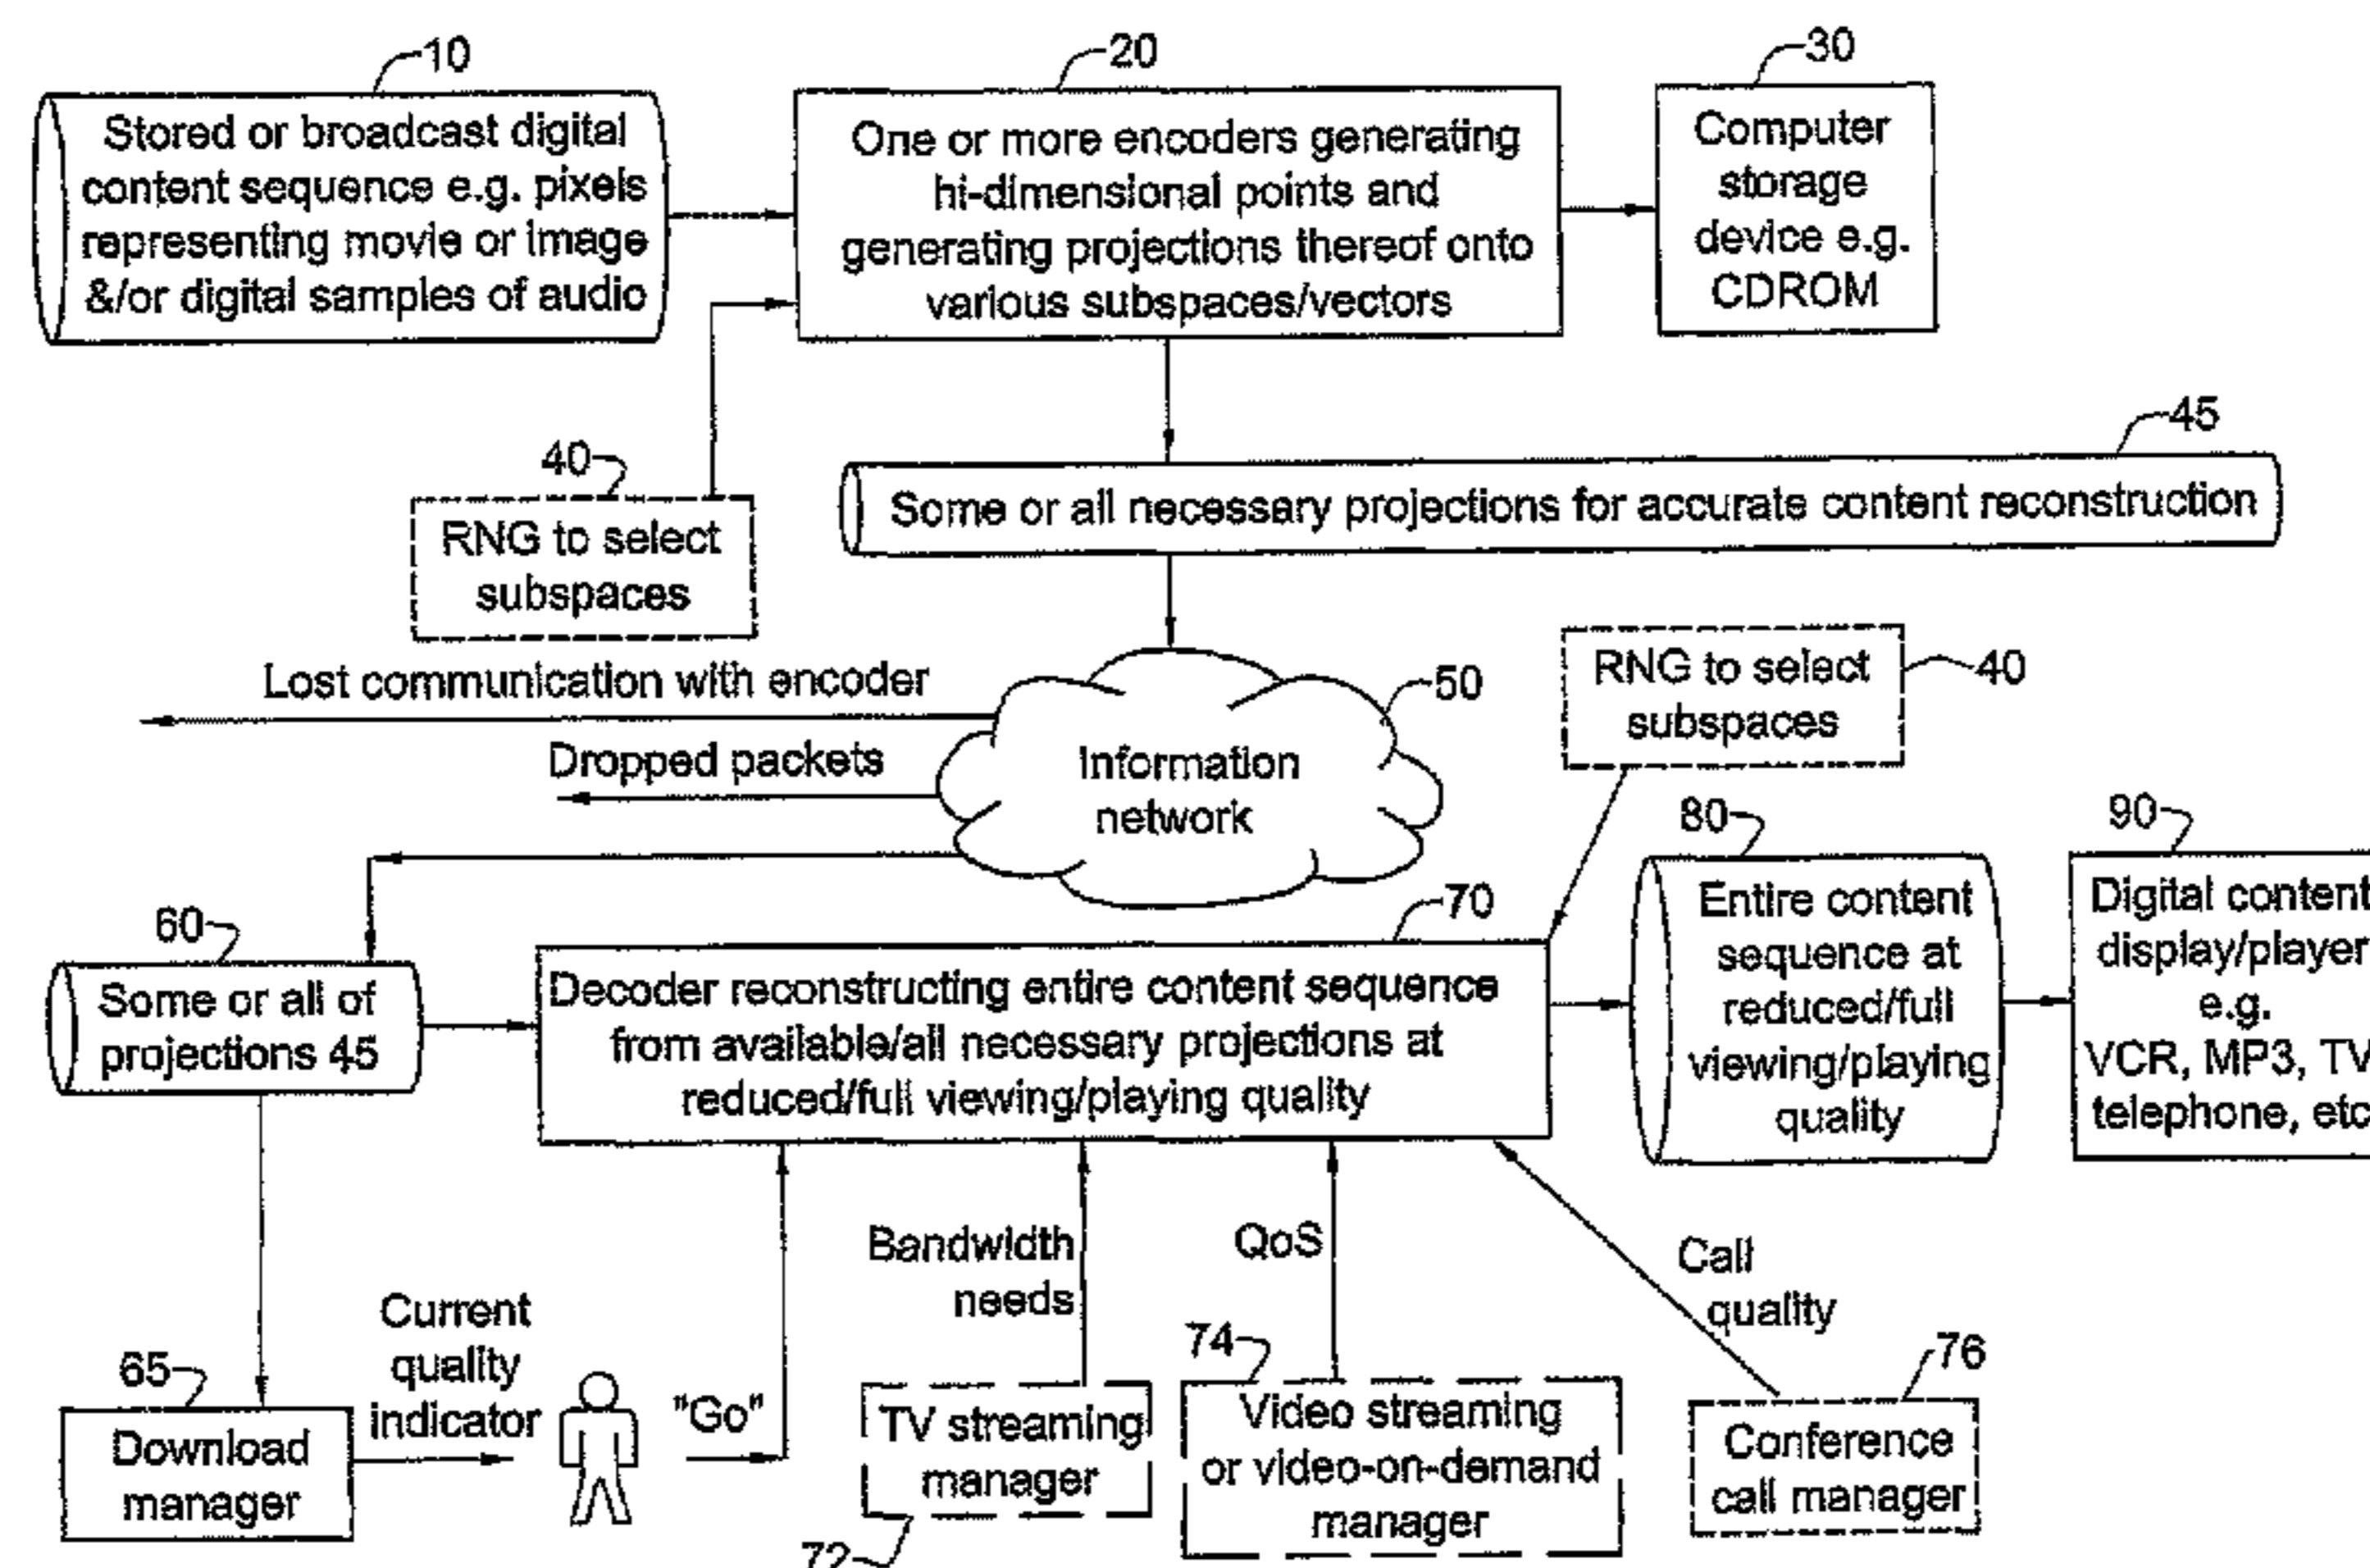 10
20
30
Stored or broadcast digital
content sequence e.g. pixels
representing movie or image
&/or digital samples of audio
One or more encoders generating
hi-dimensional points and
generating projections thereof onto
various subspaces/vectors
Computer
storage
device e.g.
CDROM
40
RNG to select
subspaces
45
Some or all necessary projections for accurate content reconstruction
Lost communication with encoder
Dropped packets
50
Information
network
RNG to select
subspaces
40
60
Some or all of
projections 45
70
Decoder reconstructing entire content sequence
from available/all necessary projections at
reduced/full viewing/playing quality
80
Entire content
sequence at
reduced/full
viewing/playing
quality
90
Digital content
display/player
e.g.
VCR, MP3, TV
telephone, etc
65
Download
manager
Current
quality
indicator
"Go"
Bandwidth
needs
TV streaming
manager
72
QoS
74
Video streaming
or video-on-demand
manager
Call
quality
76
Conference
call manager